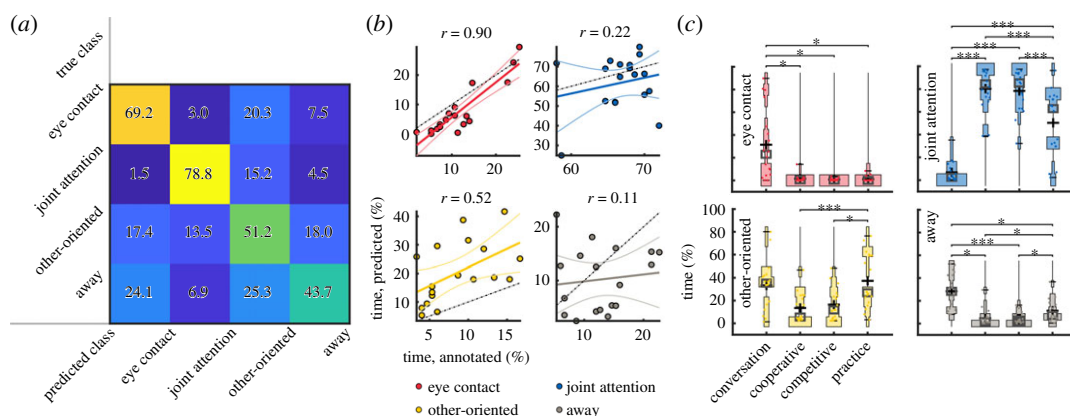 (a)
true class
eye contact
joint attention
other-oriented
away
69.2 3.0 20.3 7.5
1.5 78.8 15.2 4.5
17.4 13.5 51.2 18.0
24.1 6.9 25.3 43.7
predicted class
eye contact
joint attention
other-oriented
away
(b)
r = 0.90
20
10
0
10 20
r = 0.22
80
70
60
50
40
30
60 70
time, predicted (%)
r = 0.52
40
30
20
10
5 10 15
r = 0.11
20
10
0
10 15 20
time, annotated (%)
eye contact
joint attention
other-oriented
away
(c)
eye contact
*
*
*
joint attention
***
***
***
*** ***
time (%)
other-oriented
100
80
60
40
20
0
***
*
conversation
cooperative
competitive
practice
away
*
*
***
* *